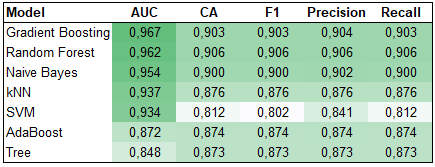 Model AUC CA F1 Precision Recall
Gradient Boosting 0,967 0,903 0,903 0,904 0,903
Random Forest 0,962 0,906 0,906 0,906 0,906
Naive Bayes 0,954 0,900 0,900 0,902 0,900
kNN 0,937 0,876 0,876 0,876 0,876
SVM 0,934 0,812 0,802 0,841 0,812
AdaBoost 0,872 0,874 0,874 0,874 0,874
Tree 0,848 0,873 0,873 0,873 0,873